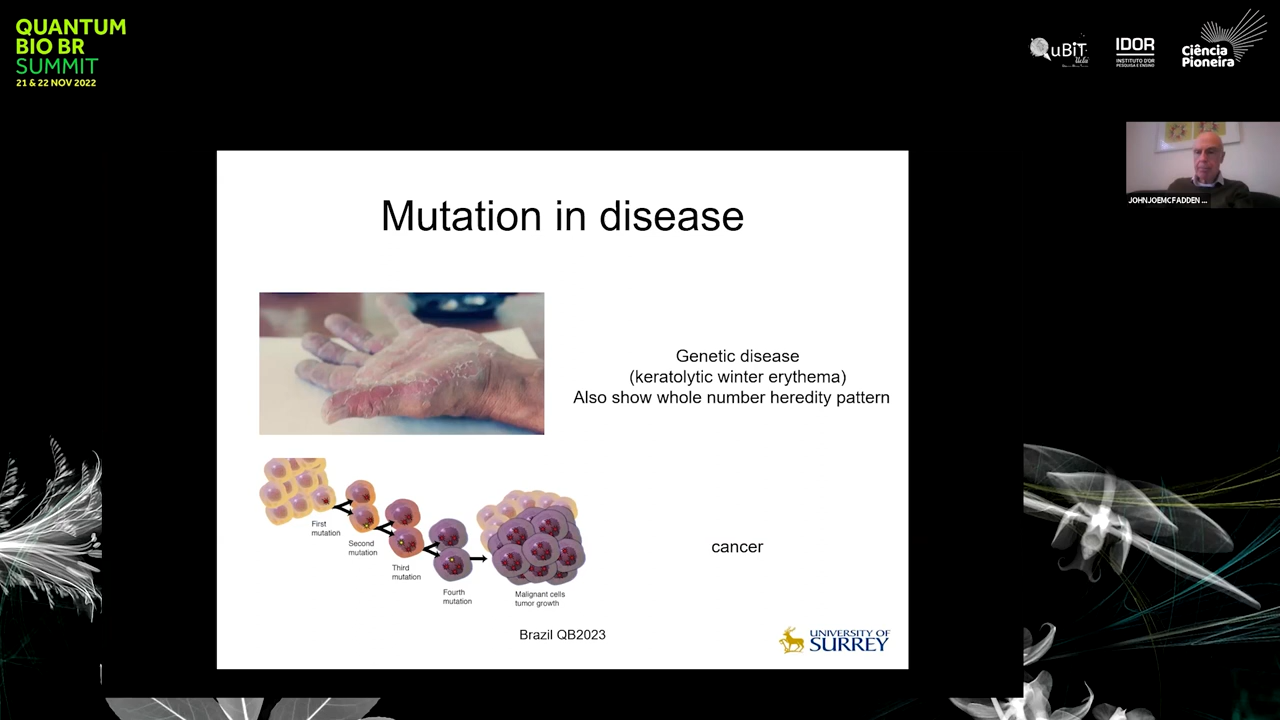 QUANTUM
BIO BR
SUMMIT
21 & 22 NOV 2022
QuBiT
IDOR
INSTITUTO D'OR
PESQUISA E ENSINO
Ciência
Pioneira
JOHNJOEMCFADDEN ...
Mutation in disease
Genetic disease
(keratolytic winter erythema)
Also show whole number heredity pattern
First
mutation
Second
mutation
Third
mutation
Fourth
mutation
Malignant cells
tumor growth
cancer
Brazil QB2023
UNIVERSITY OF
SURREY